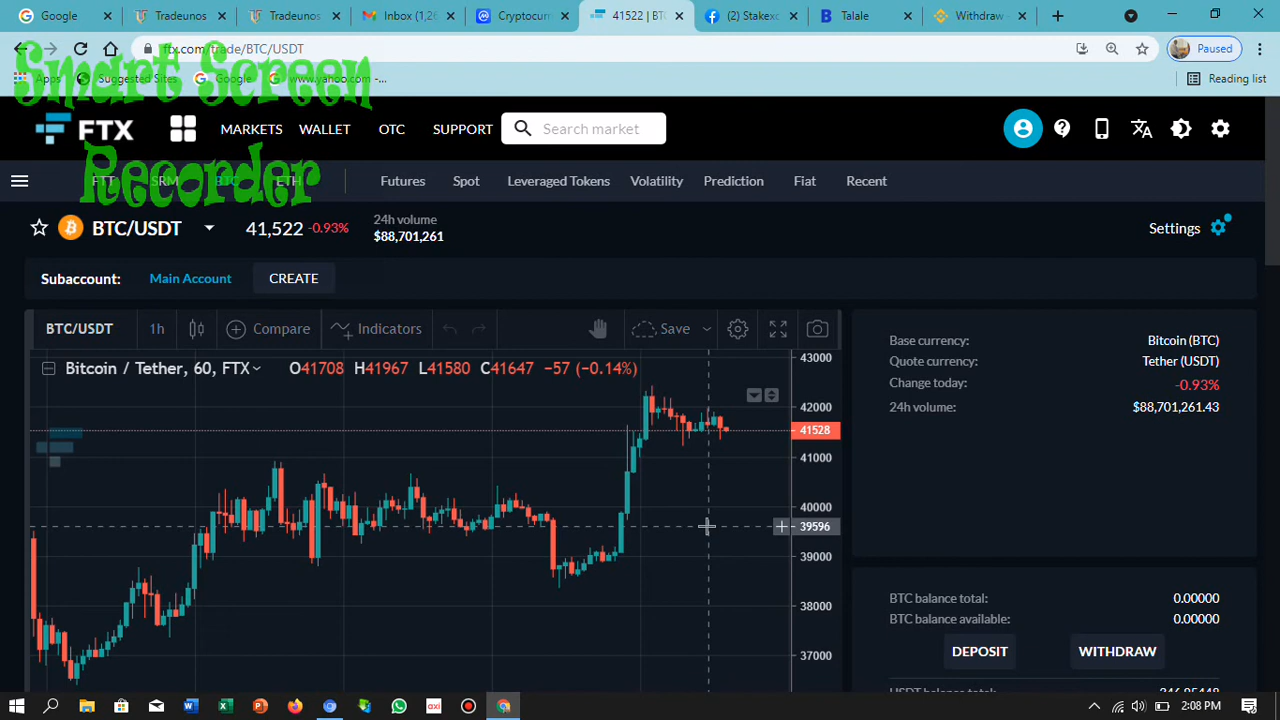 Google
Tradeunos
Tradeunos
Inbox (1,26
Cryptocurr
41522 | BT
(2) Stakexc
Talale
Withdraw -
ftx.com/trade/BTC/USDT
Paused
Apps
Suggested Sites
Google
www.yahoo.com -...
Reading list
Smart Screen
Recorder
FTX
MARKETS
WALLET
OTC
SUPPORT
Search market
FTT
SRM
BTC
ETH
Futures
Spot
Leveraged Tokens
Volatility
Prediction
Fiat
Recent
BTC/USDT
41,522 -0.93%
24h volume
$88,701,261
Settings
Subaccount:
Main Account
CREATE
BTC/USDT
1h
Compare
Indicators
Save
Bitcoin / Tether, 60, FTX
O41708 H41967 L41580 C41647 −57 (−0.14%)
43000
42000
41528
41000
40000
39596
39000
38000
37000
Base currency: Bitcoin (BTC)
Quote currency: Tether (USDT)
Change today: -0.93%
24h volume: $88,701,261.43
BTC balance total: 0.00000
BTC balance available: 0.00000
DEPOSIT
WITHDRAW
2:08 PM